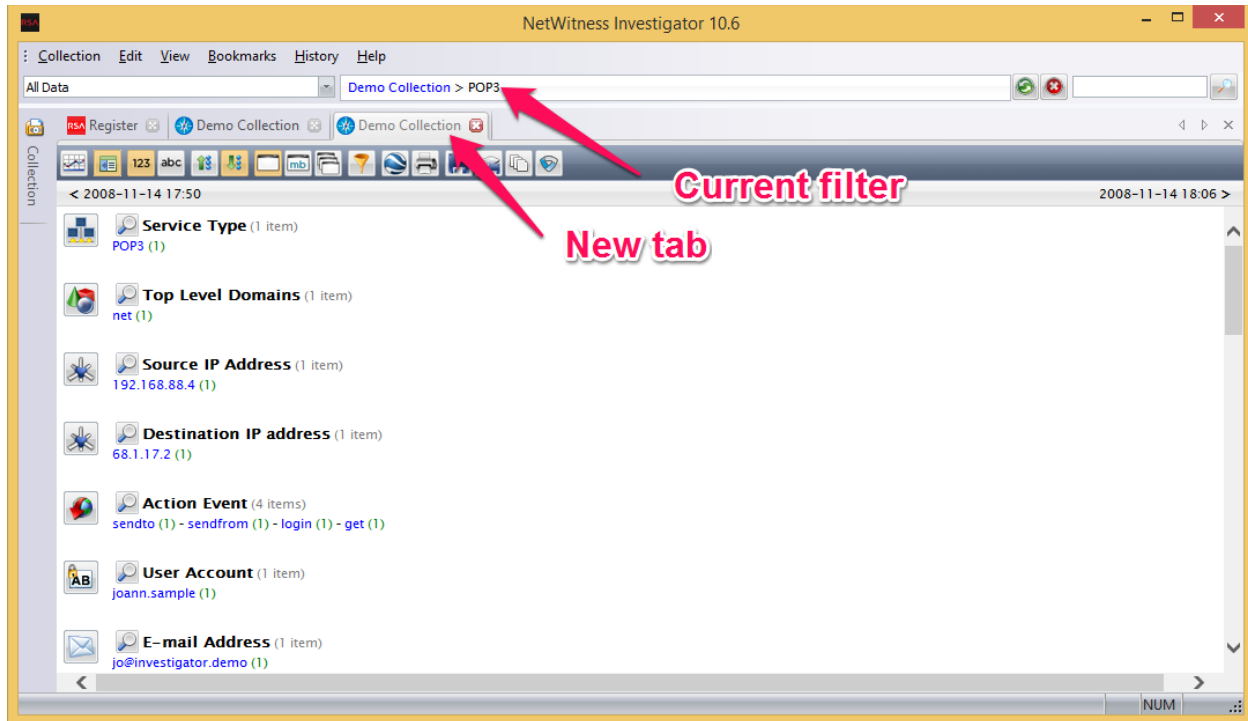 RSA NetWitness Investigator 10.6
Collection Edit View Bookmarks History Help
All Data Demo Collection > POP3
RSA Register Demo Collection Demo Collection
Collection
123 abc mb
< 2008-11-14 17:50 2008-11-14 18:06 >
Current filter
New tab
Service Type (1 item)
POP3 (1)
Top Level Domains (1 item)
net (1)
Source IP Address (1 item)
192.168.88.4 (1)
Destination IP address (1 item)
68.1.17.2 (1)
Action Event (4 items)
sendto (1) - sendfrom (1) - login (1) - get (1)
AB
User Account (1 item)
joann.sample (1)
E-mail Address (1 item)
jo@investigator.demo (1)
NUM